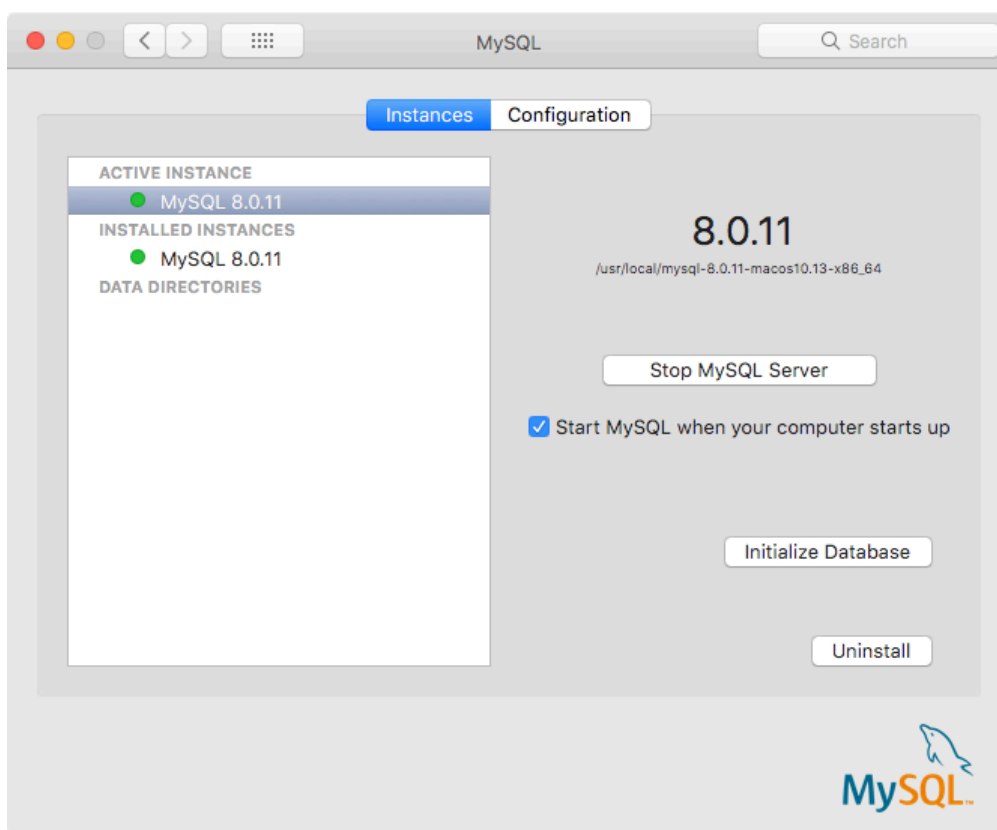 MySQL
Search
Instances
Configuration
ACTIVE INSTANCE
MySQL 8.0.11
INSTALLED INSTANCES
MySQL 8.0.11
DATA DIRECTORIES
8.0.11
/usr/local/mysql-8.0.11-macos10.13-x86_64
Stop MySQL Server
Start MySQL when your computer starts up
Initialize Database
Uninstall
MySQL™